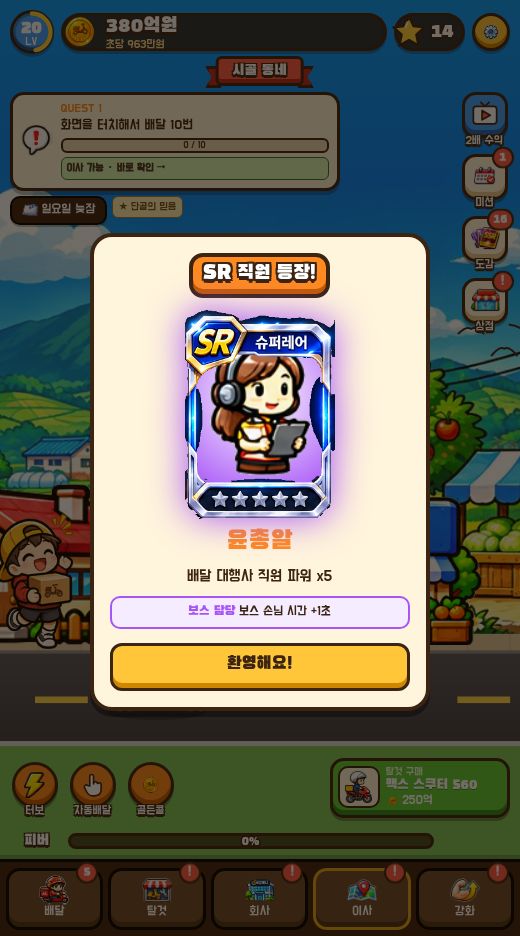 20
LV
380억원
초당 963만원
14
시골 동네
QUEST 1
화면을 터치해서 배달 10번
0 / 10
이사 가능 · 바로 확인 →
일요일 늦잠
★ 단골의 믿음
2배 수익
1
미션
16
도감
!
상점
SR 직원 등장!
SR
슈퍼레어
윤종알
배달 대행사 직원 파워 x5
보스 담당 보스 손님 시간 +1초
환영해요!
터보
자동배달
골든콜
탈것 구매
맥스 스쿠터 560
250억
피버
0%
5
배달
!
탈것
!
회사
!
이사
!
강화